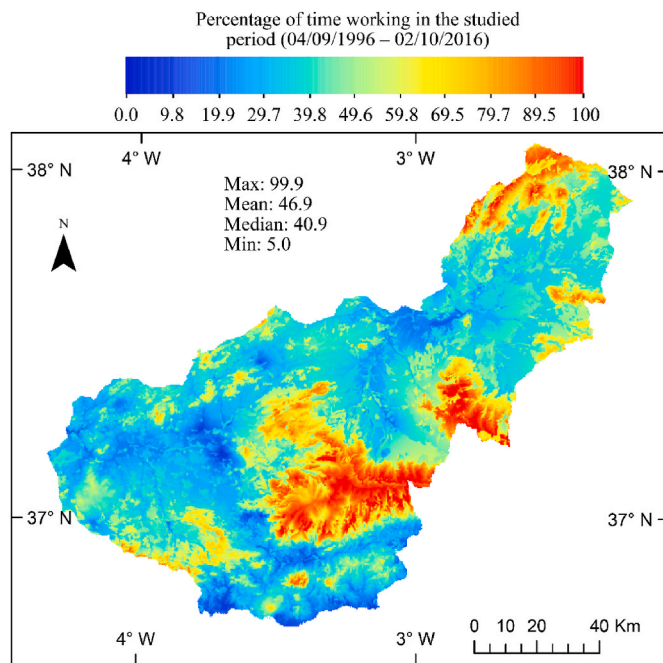 Percentage of time working in the studied
period (04/09/1996 – 02/10/2016)
0.0 9.8 19.9 29.7 39.8 49.6 59.8 69.5 79.7 89.5 100
4° W 3° W
38° N 38° N
Max: 99.9
Mean: 46.9
Median: 40.9
Min: 5.0
N
37° N 37° N
4° W 3° W
0 10 20 40 Km